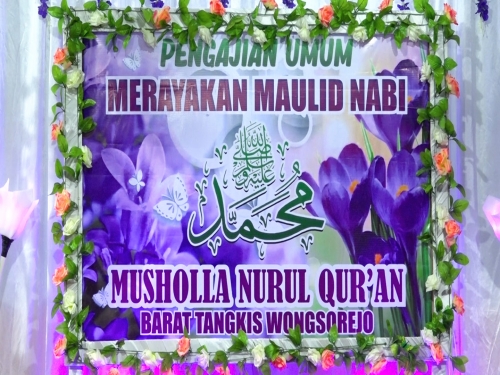 PENGAJIAN UMUM
MERAYAKAN MAULID NABI
صلى الله عليه وسلم
محمد
MUSHOLLA NURUL QUR'AN
BARAT TANGKIS WONGSOREJO